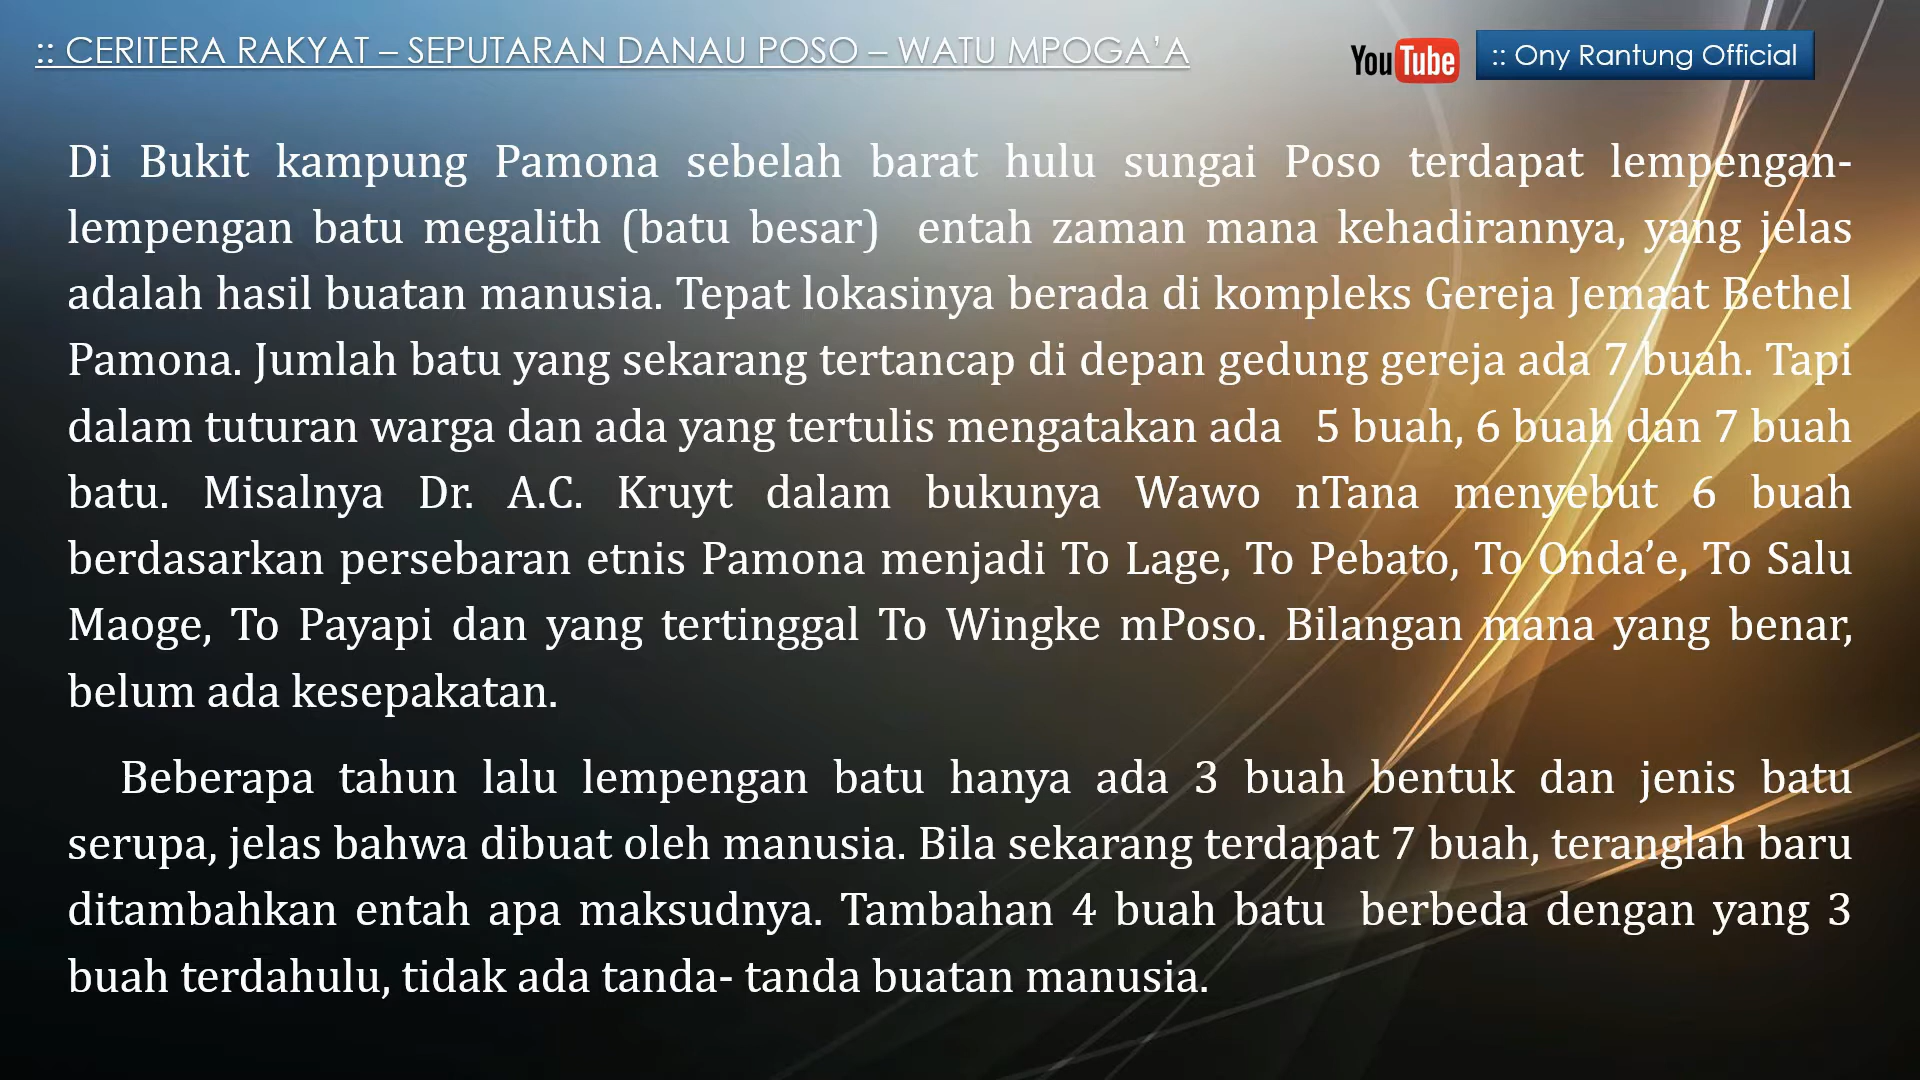 :: CERITERA RAKYAT – SEPUTARAN DANAU POSO – WATU MPOGA’A
YouTube
:: Ony Rantung Official
Di Bukit kampung Pamona sebelah barat hulu sungai Poso terdapat lempengan-
lempengan batu megalith (batu besar) entah zaman mana kehadirannya, yang jelas
adalah hasil buatan manusia. Tepat lokasinya berada di kompleks Gereja Jemaat Bethel
Pamona. Jumlah batu yang sekarang tertancap di depan gedung gereja ada 7 buah. Tapi
dalam tuturan warga dan ada yang tertulis mengatakan ada 5 buah, 6 buah dan 7 buah
batu. Misalnya Dr. A.C. Kruyt dalam bukunya Wawo nTana menyebut 6 buah
berdasarkan persebaran etnis Pamona menjadi To Lage, To Pebato, To Onda’e, To Salu
Maoge, To Payapi dan yang tertinggal To Wingke mPoso. Bilangan mana yang benar,
belum ada kesepakatan.
Beberapa tahun lalu lempengan batu hanya ada 3 buah bentuk dan jenis batu
serupa, jelas bahwa dibuat oleh manusia. Bila sekarang terdapat 7 buah, teranglah baru
ditambahkan entah apa maksudnya. Tambahan 4 buah batu berbeda dengan yang 3
buah terdahulu, tidak ada tanda- tanda buatan manusia.